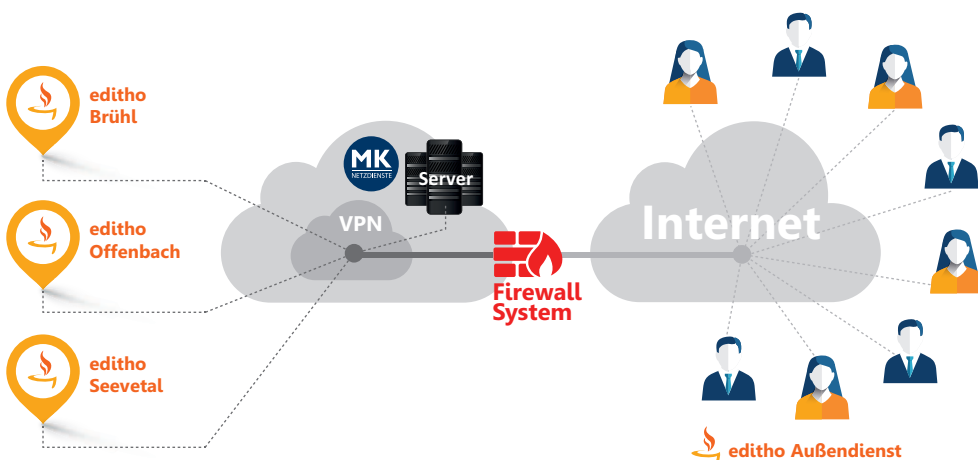 editho
Brühl
editho
Offenbach
editho
Seevetal
MK
NETZDIENSTE
Server
VPN
Firewall
System
Internet
editho Außendienst